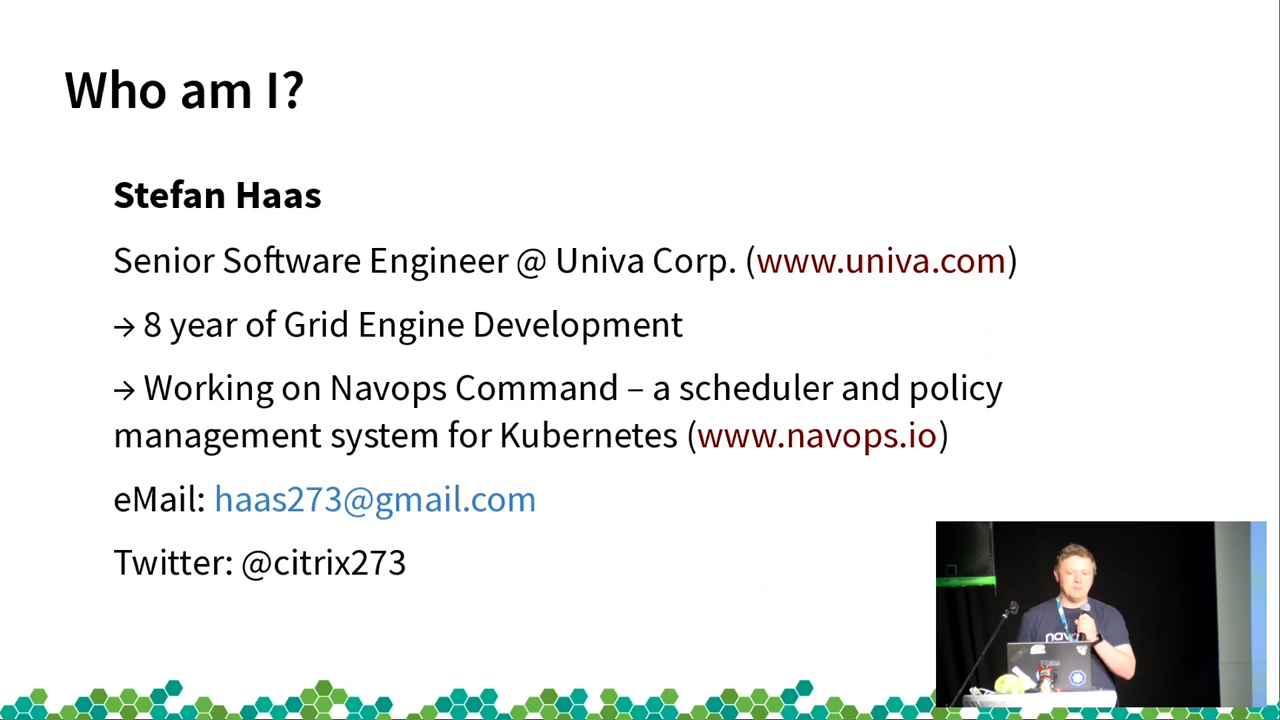 Who am I?
Stefan Haas
Senior Software Engineer @ Univa Corp. (www.univa.com)
→ 8 year of Grid Engine Development
→ Working on Navops Command – a scheduler and policy
management system for Kubernetes (www.navops.io)
eMail: haas273@gmail.com
Twitter: @citrix273